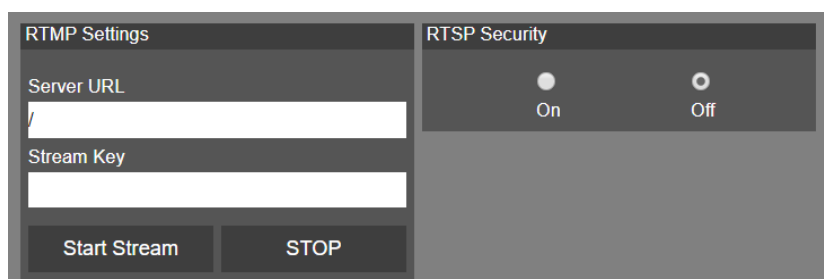 RTMP Settings
Server URL
/
Stream Key
Start Stream
STOP
RTSP Security
On
Off